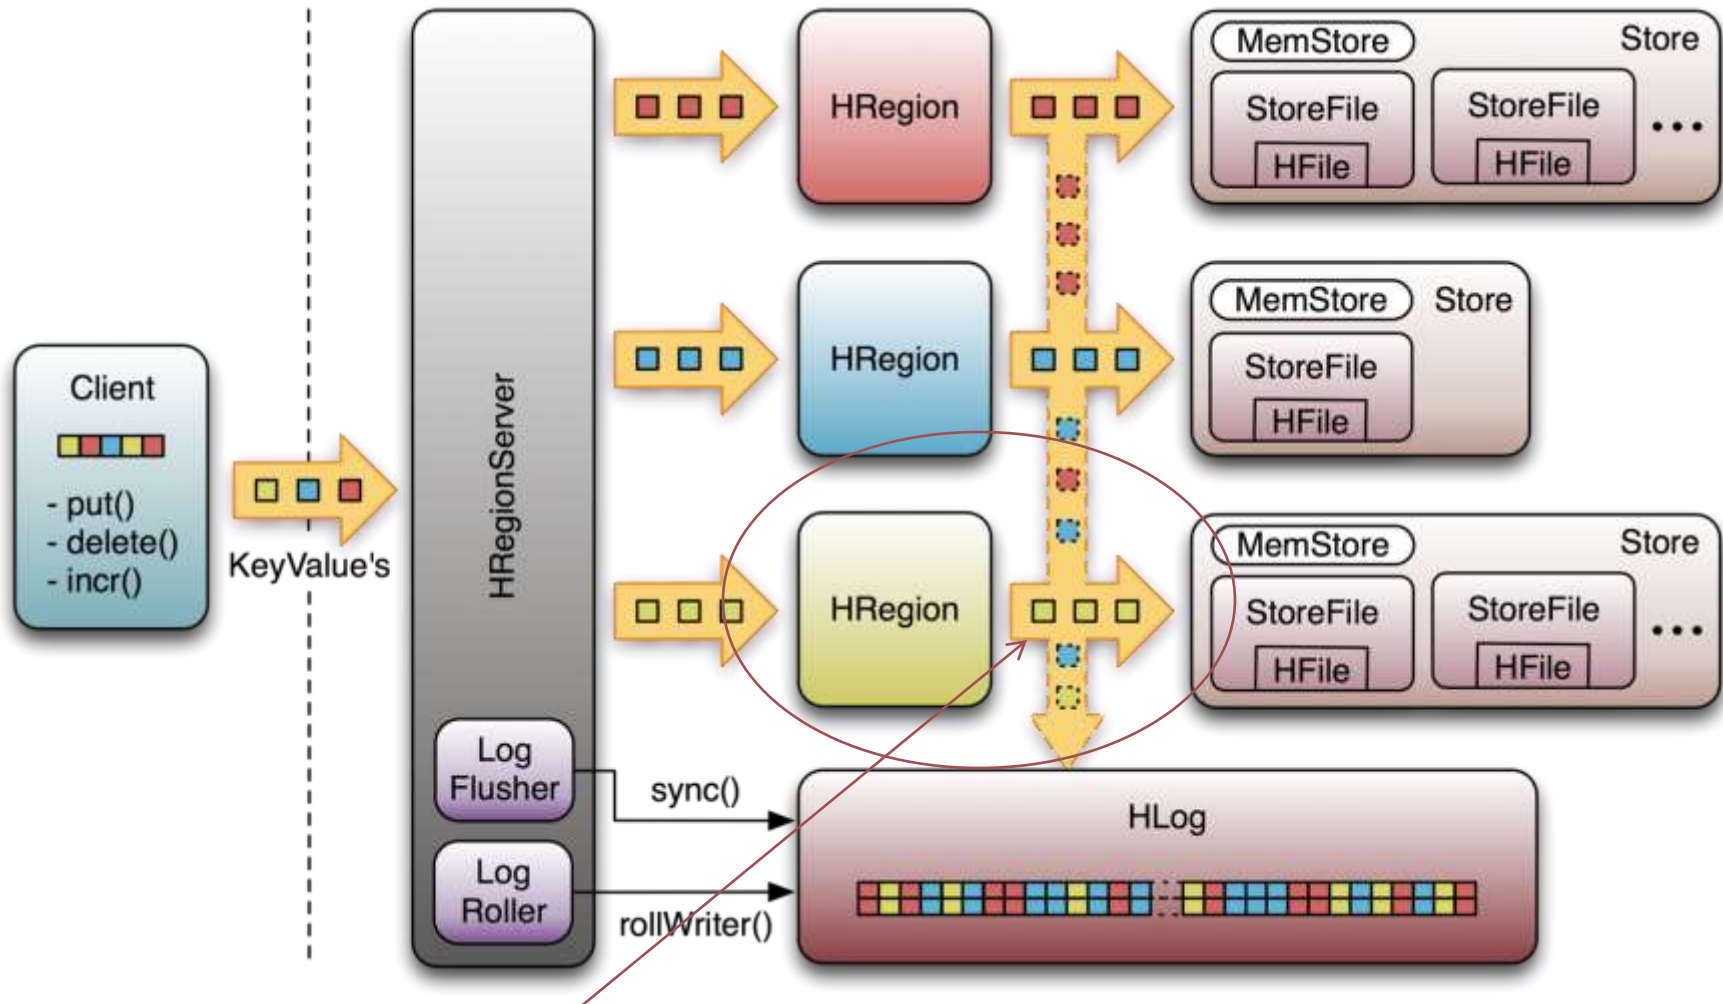 Client
- put()
- delete()
- incr()
KeyValue's
HRegionServer
Log
Flusher
Log
Roller
sync()
rollWriter()
HRegion
MemStore
Store
StoreFile
HFile
StoreFile
HFile
...
HRegion
MemStore
Store
StoreFile
HFile
HRegion
MemStore
Store
StoreFile
HFile
StoreFile
HFile
...
HLog